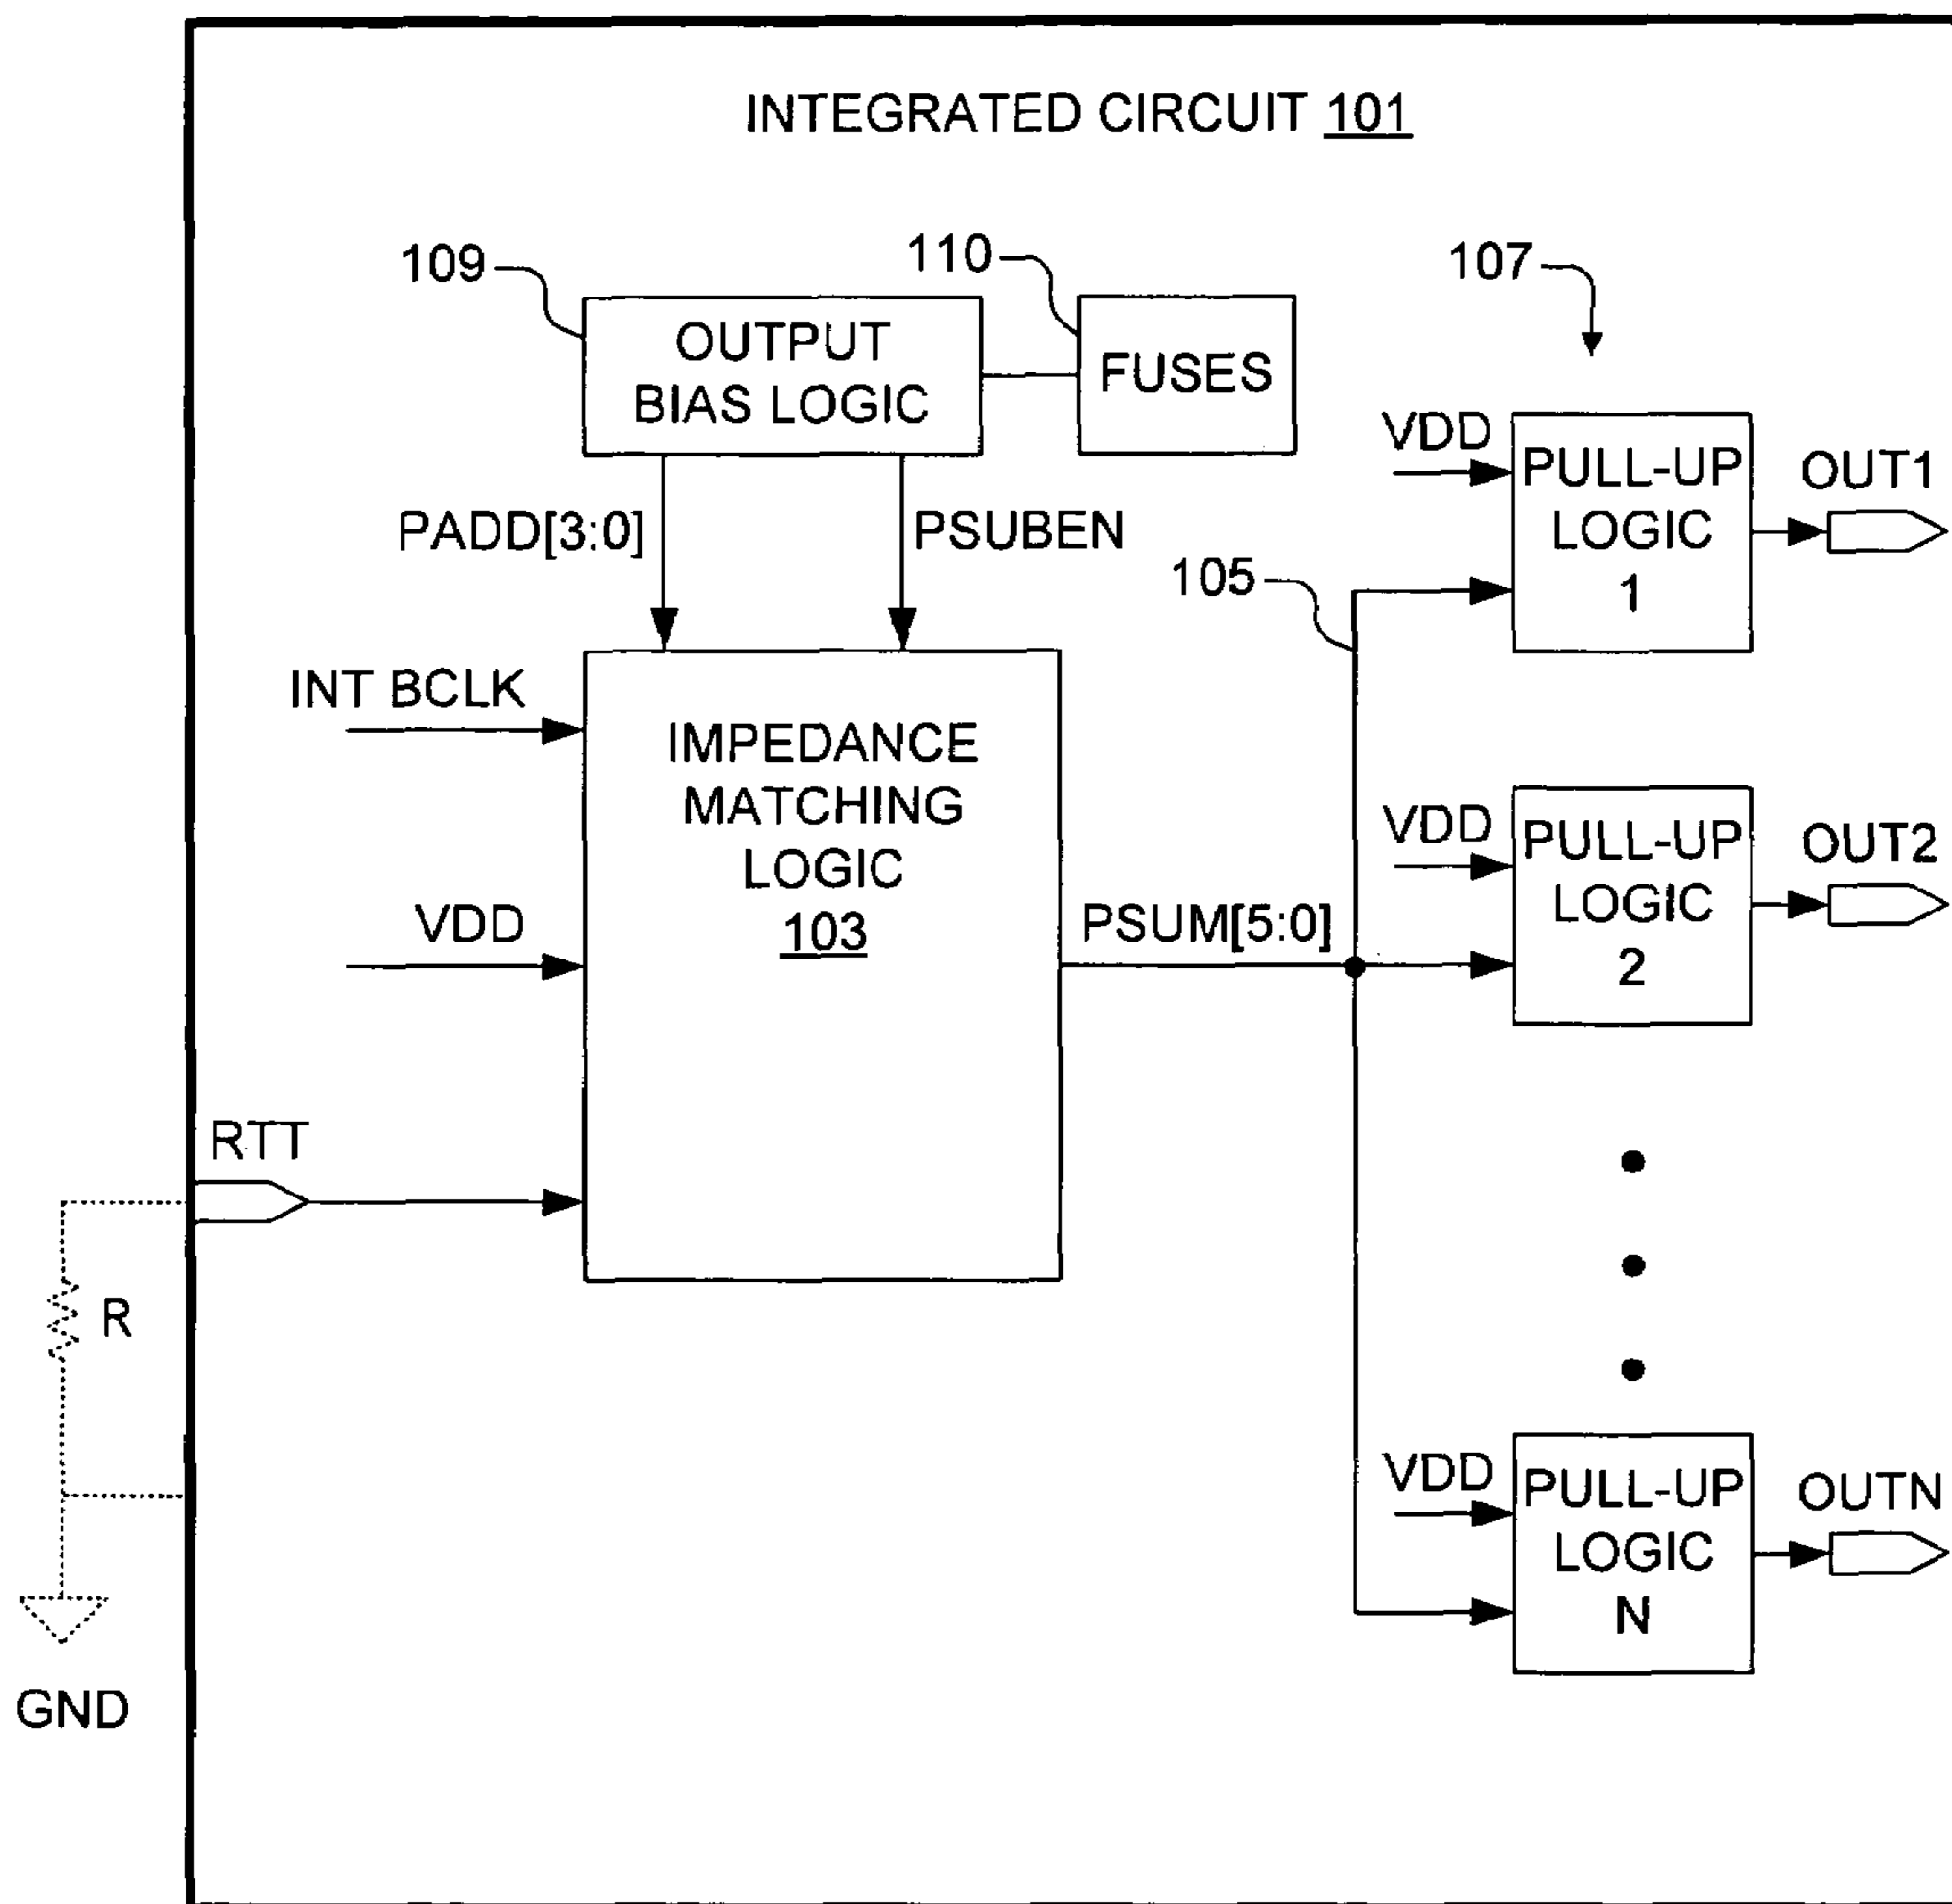 INTEGRATED CIRCUIT 101
109
110
107
OUTPUT
BIAS LOGIC
FUSES
VDD
PULL-UP
LOGIC
1
OUT1
PADD[3:0]
PSUBEN
105
INT BCLK
IMPEDANCE
MATCHING
LOGIC
103
VDD
PSUM[5:0]
VDD
PULL-UP
LOGIC
2
OUT2
RTT
R
GND
VDD
PULL-UP
LOGIC
N
OUTN